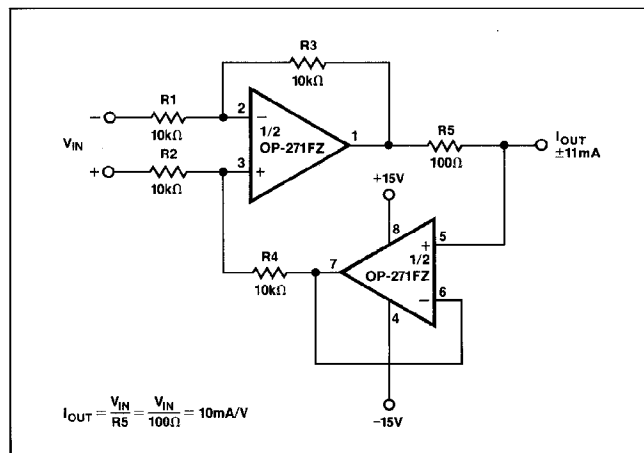 R3
10kΩ
R1
10kΩ
2
−
1
− V_IN +
1/2
OP-271FZ
R2
10kΩ
3
+
R5
100Ω
I_OUT
±11mA
+15V
8
5
+
1/2
OP-271FZ
7
6
−
R4
10kΩ
4
−15V
I_OUT = V_IN/R5 = V_IN/100Ω = 10mA/V